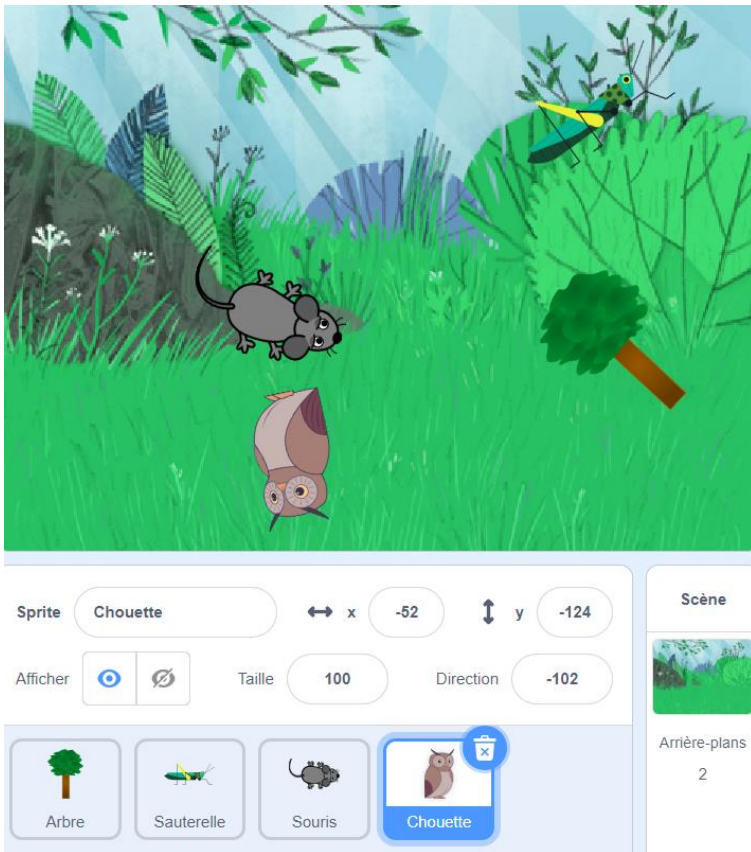 Sprite Chouette x -52 y -124
Afficher Taille 100 Direction -102
Scène
Arrière-plans
2
Arbre Sauterelle Souris Chouette